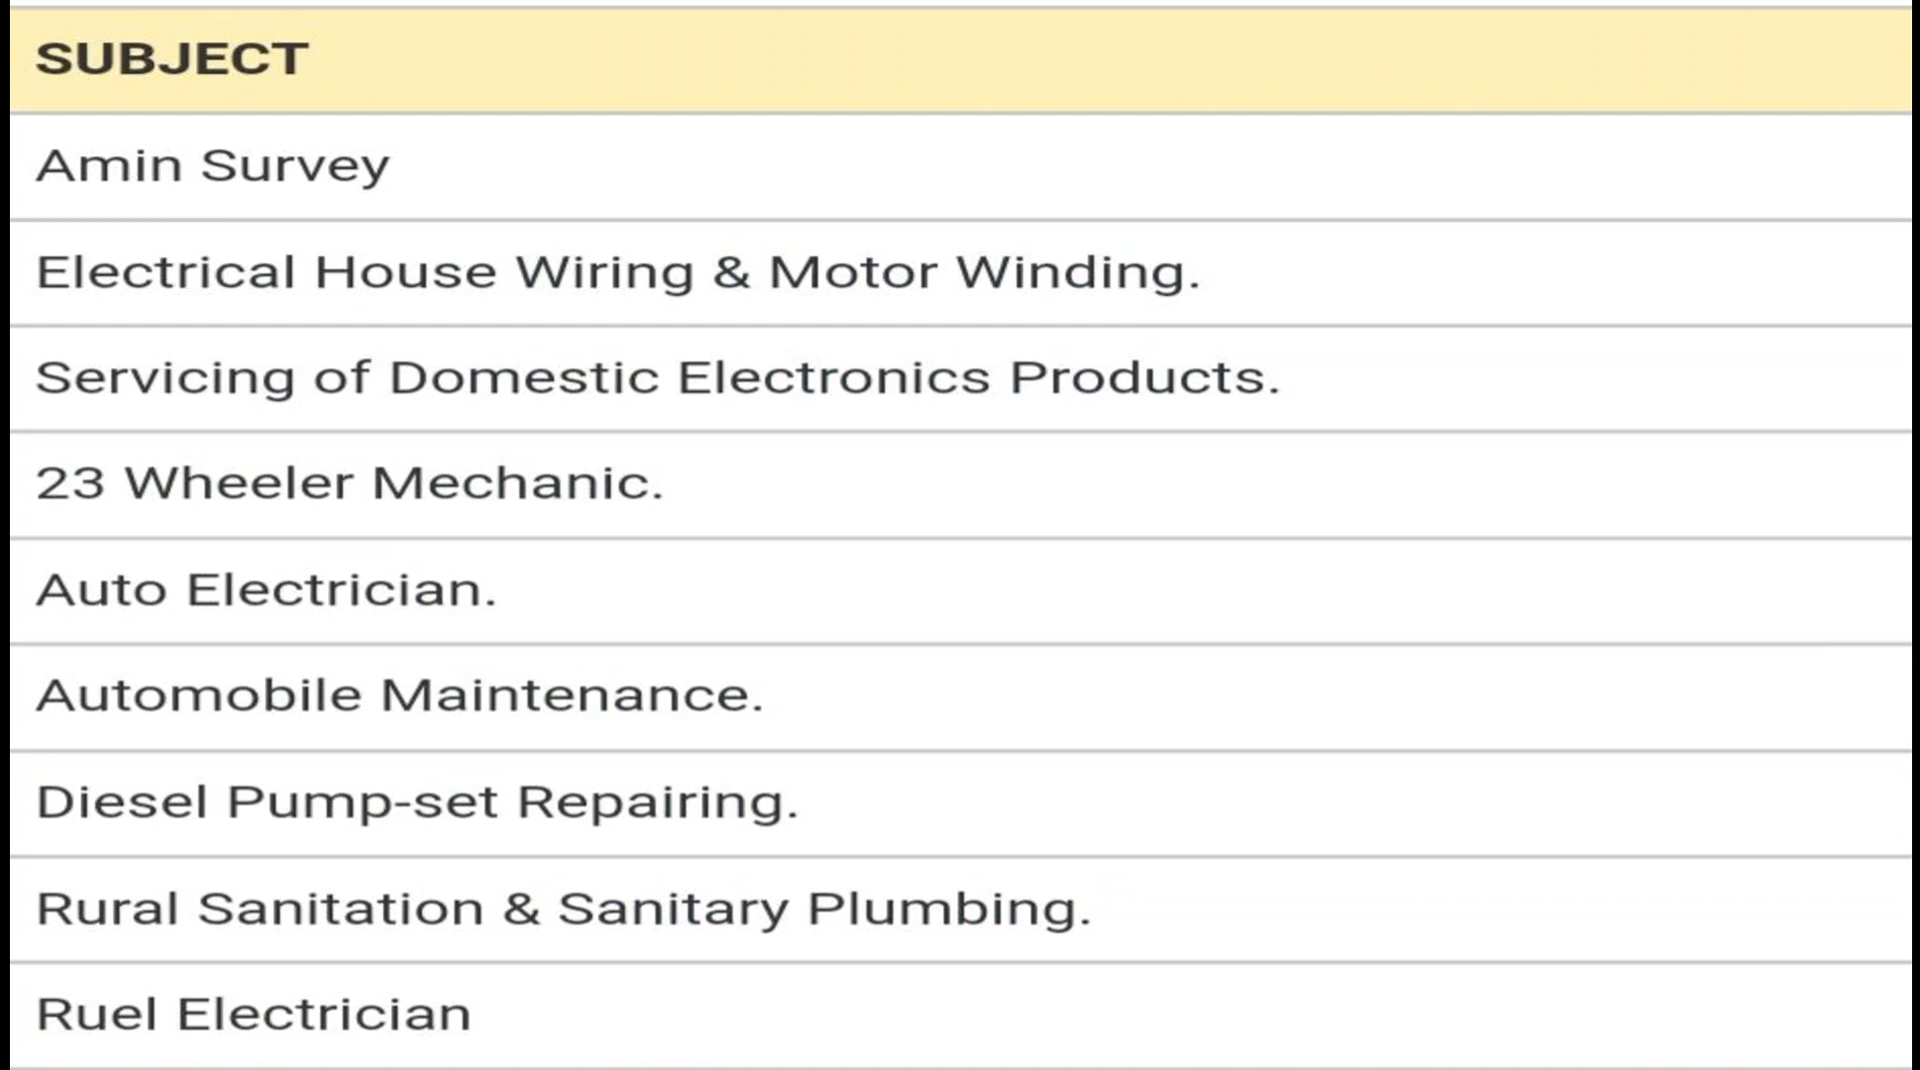 SUBJECT
Amin Survey
Electrical House Wiring & Motor Winding.
Servicing of Domestic Electronics Products.
23 Wheeler Mechanic.
Auto Electrician.
Automobile Maintenance.
Diesel Pump-set Repairing.
Rural Sanitation & Sanitary Plumbing.
Ruel Electrician